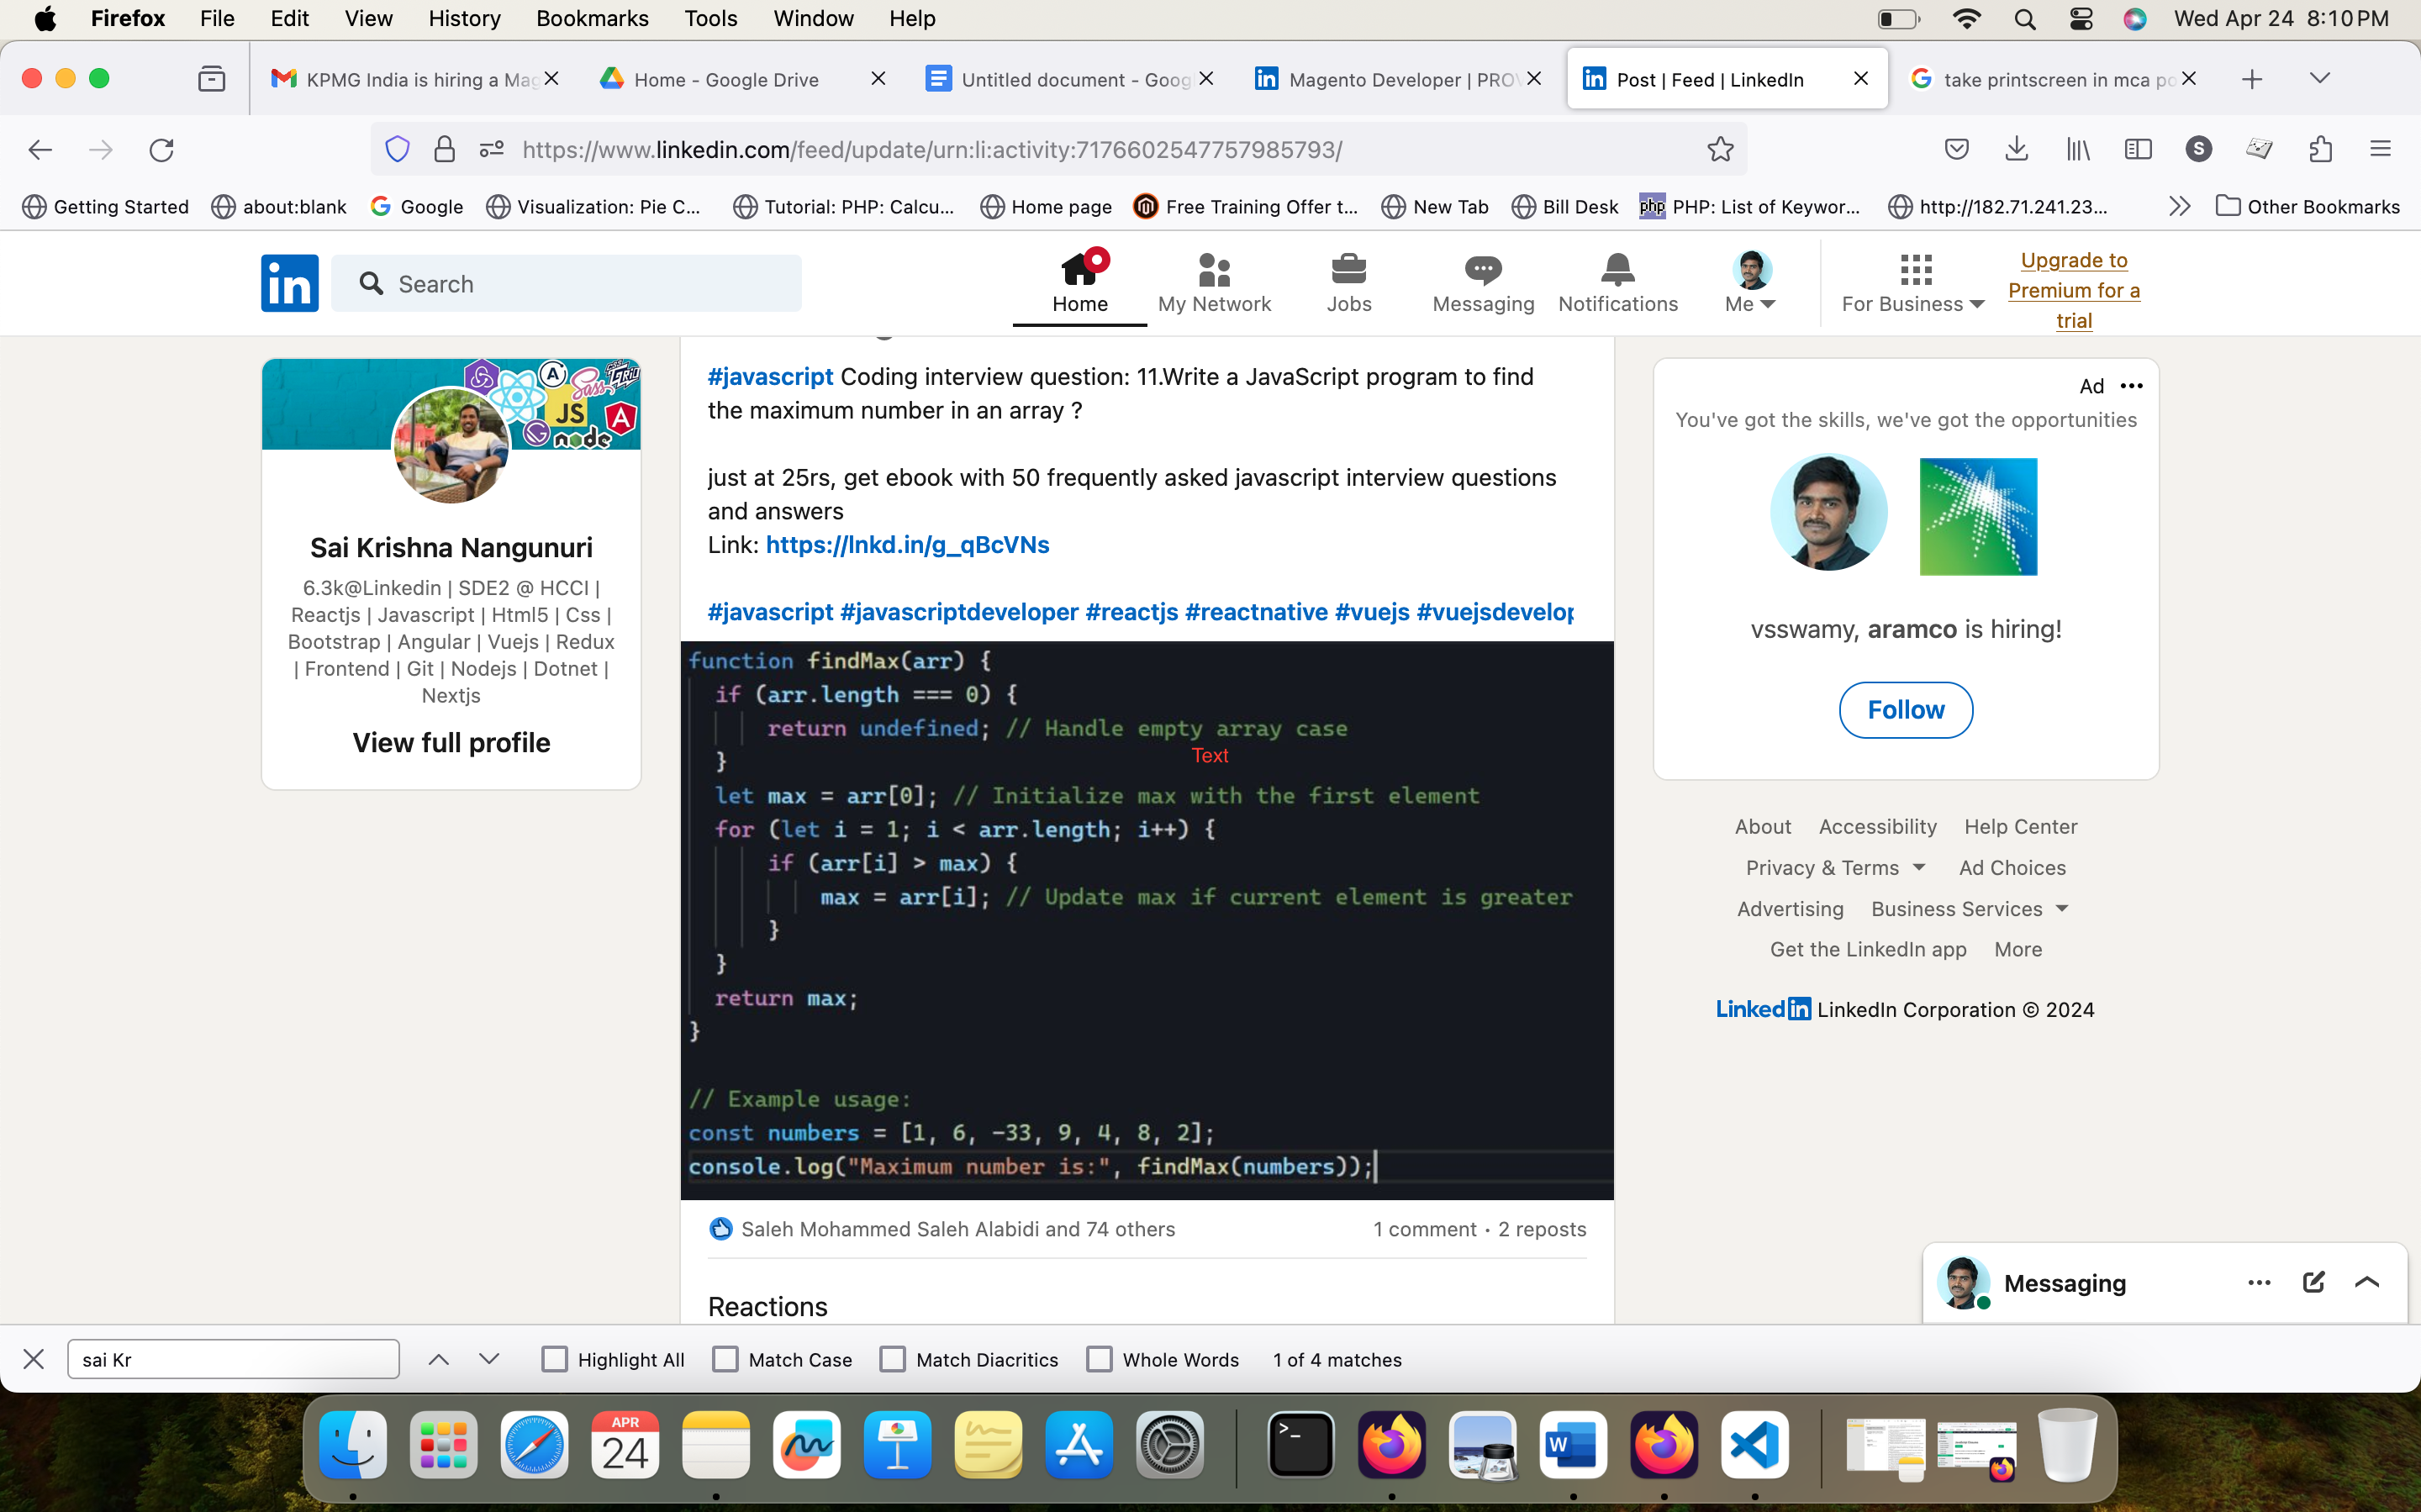 Firefox File Edit View History Bookmarks Tools Window Help Wed Apr 24 8:10 PM
KPMG India is hiring a Mag Home - Google Drive Untitled document - Goog Magento Developer | PROV Post | Feed | LinkedIn take printscreen in mca po
https://www.linkedin.com/feed/update/urn:li:activity:7176602547757985793/ S
Getting Started about:blank Google Visualization: Pie C... Tutorial: PHP: Calcu... Home page Free Training Offer t... New Tab Bill Desk php PHP: List of Keywor... http://182.71.241.23... Other Bookmarks
in Search Home My Network Jobs Messaging Notifications Me For Business
Upgrade to
Premium for a
trial
A
Sass
JS
node
Sai Krishna Nangunuri
6.3k@Linkedin | SDE2 @ HCCI |
Reactjs | Javascript | Html5 | Css |
Bootstrap | Angular | Vuejs | Redux
| Frontend | Git | Nodejs | Dotnet |
Nextjs
View full profile
#javascript Coding interview question: 11.Write a JavaScript program to find
the maximum number in an array ?
just at 25rs, get ebook with 50 frequently asked javascript interview questions
and answers
Link: https://lnkd.in/g_qBcVNs
#javascript #javascriptdeveloper #reactjs #reactnative #vuejs #vuejsdevelop
function findMax(arr) {
if (arr.length === 0) {
return undefined; // Handle empty array case
}
Text
let max = arr[0]; // Initialize max with the first element
for (let i = 1; i < arr.length; i++) {
if (arr[i] > max) {
max = arr[i]; // Update max if current element is greater
}
}
return max;
}
// Example usage:
const numbers = [1, 6, -33, 9, 4, 8, 2];
console.log("Maximum number is:", findMax(numbers));
Saleh Mohammed Saleh Alabidi and 74 others 1 comment • 2 reposts
Reactions
Ad
You've got the skills, we've got the opportunities
vsswamy, aramco is hiring!
Follow
About Accessibility Help Center
Privacy & Terms Ad Choices
Advertising Business Services
Get the LinkedIn app More
LinkedIn LinkedIn Corporation © 2024
Messaging
sai Kr Highlight All Match Case Match Diacritics Whole Words 1 of 4 matches
APR
24
>_
W